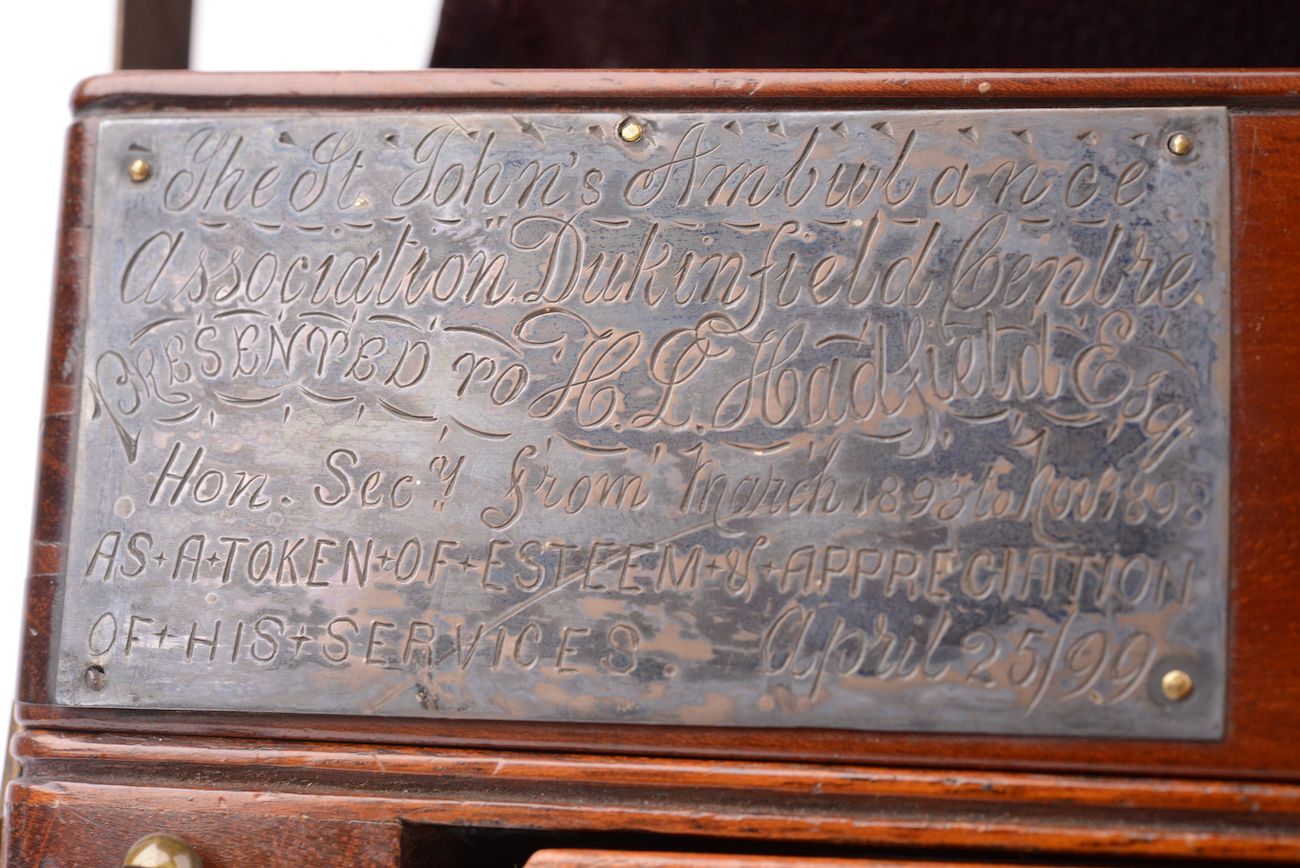 The St John's Ambulance
Association. "Dukinfield Centre
PRESENTED TO H. L. Hadfield Esq
Hon. Sec'y from March 1893 to Nov 1898
AS + A + TOKEN + OF + ESTEEM + & + APPRECIATION
OF + HIS + SERVICES. April 25/99